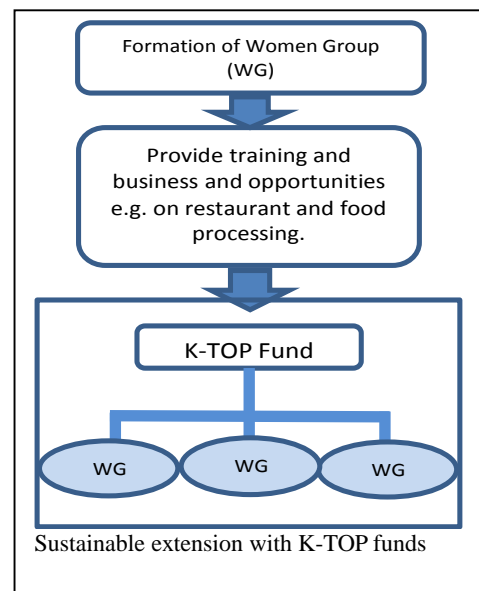 Formation of Women Group
(WG)
Provide training and
business and opportunities
e.g. on restaurant and food
processing.
K-TOP Fund
WG
WG
WG
Sustainable extension with K-TOP funds